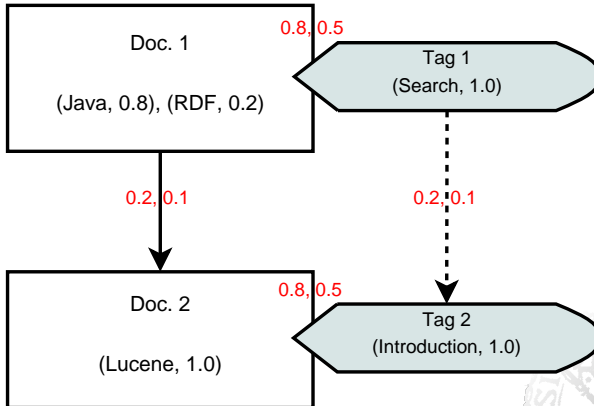 Doc. 1
(Java, 0.8), (RDF, 0.2)
0.8, 0.5
Tag 1
(Search, 1.0)
0.2, 0.1
0.2, 0.1
Doc. 2
(Lucene, 1.0)
0.8, 0.5
Tag 2
(Introduction, 1.0)